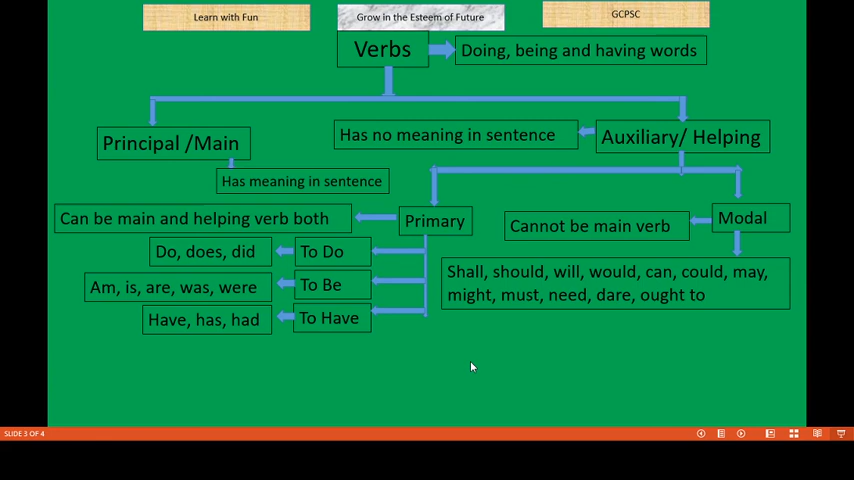 Learn with Fun
Grow in the Esteem of Future
GCPSC
Verbs
Doing, being and having words
Principal /Main
Has no meaning in sentence
Auxiliary/ Helping
Has meaning in sentence
Can be main and helping verb both
Primary
Cannot be main verb
Modal
Do, does, did
To Do
Am, is, are, was, were
To Be
Have, has, had
To Have
Shall, should, will, would, can, could, may,
might, must, need, dare, ought to
SLIDE 3 OF 4